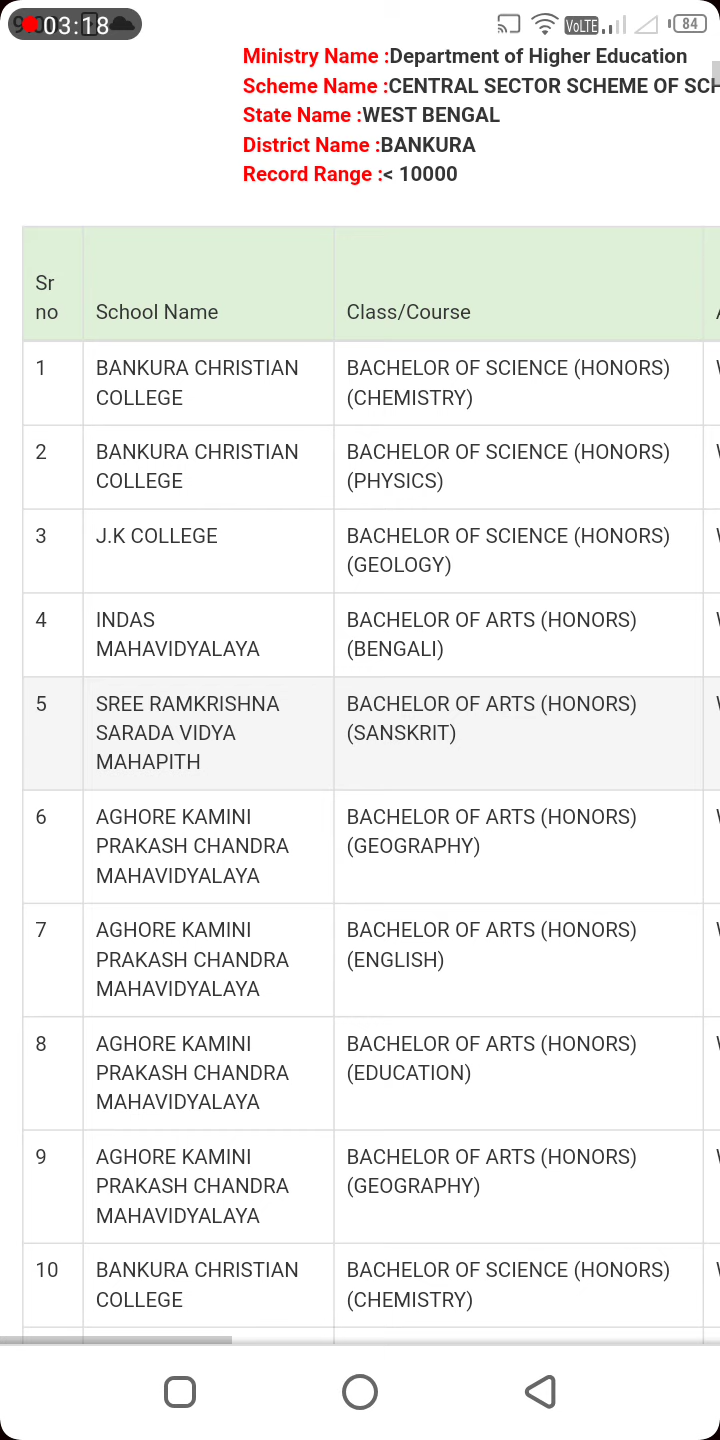 03:18
VoLTE
84
Ministry Name :Department of Higher Education
Scheme Name :CENTRAL SECTOR SCHEME OF SCH
State Name :WEST BENGAL
District Name :BANKURA
Record Range :< 10000
Sr no School Name Class/Course
1 BANKURA CHRISTIAN BACHELOR OF SCIENCE (HONORS)
COLLEGE (CHEMISTRY)
2 BANKURA CHRISTIAN BACHELOR OF SCIENCE (HONORS)
COLLEGE (PHYSICS)
3 J.K COLLEGE BACHELOR OF SCIENCE (HONORS)
(GEOLOGY)
4 INDAS BACHELOR OF ARTS (HONORS)
MAHAVIDYALAYA (BENGALI)
5 SREE RAMKRISHNA BACHELOR OF ARTS (HONORS)
SARADA VIDYA (SANSKRIT)
MAHAPITH
6 AGHORE KAMINI BACHELOR OF ARTS (HONORS)
PRAKASH CHANDRA (GEOGRAPHY)
MAHAVIDYALAYA
7 AGHORE KAMINI BACHELOR OF ARTS (HONORS)
PRAKASH CHANDRA (ENGLISH)
MAHAVIDYALAYA
8 AGHORE KAMINI BACHELOR OF ARTS (HONORS)
PRAKASH CHANDRA (EDUCATION)
MAHAVIDYALAYA
9 AGHORE KAMINI BACHELOR OF ARTS (HONORS)
PRAKASH CHANDRA (GEOGRAPHY)
MAHAVIDYALAYA
10 BANKURA CHRISTIAN BACHELOR OF SCIENCE (HONORS)
COLLEGE (CHEMISTRY)